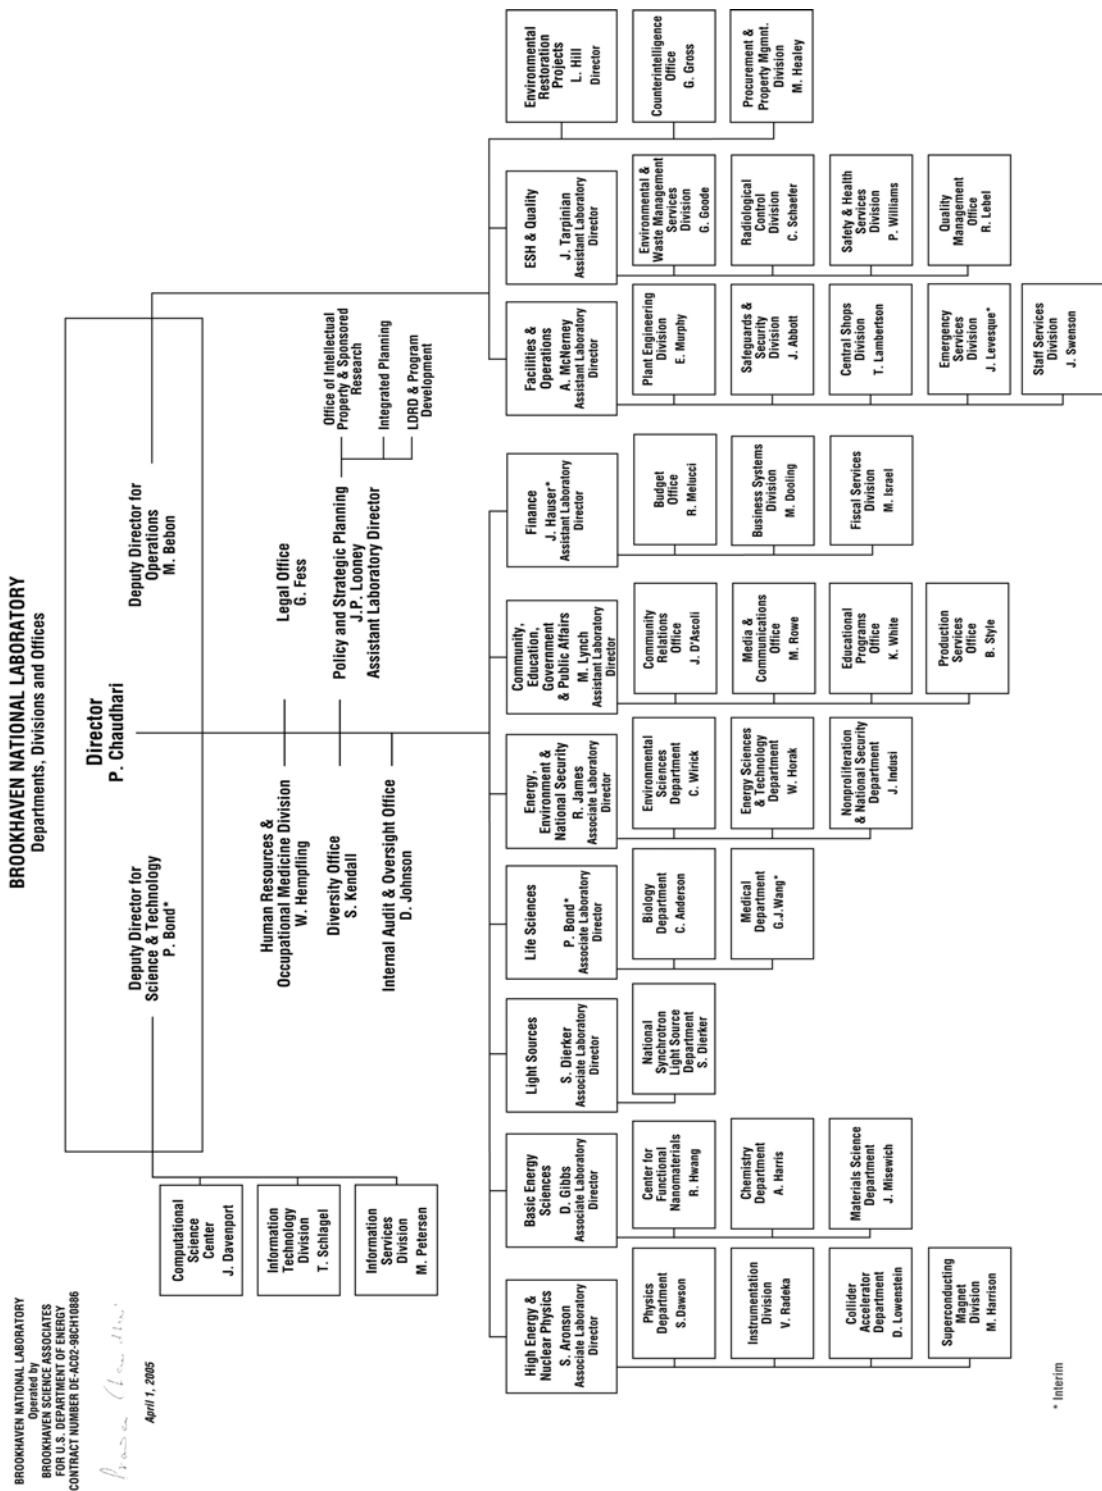 BROOKHAVEN NATIONAL LABORATORY
Operated by
BROOKHAVEN SCIENCE ASSOCIATES
FOR U.S. DEPARTMENT OF ENERGY
CONTRACT NUMBER DE-AC02-98CH10886
April 1, 2005
BROOKHAVEN NATIONAL LABORATORY
Departments, Divisions and Offices
Director
P. Chaudhari
Deputy Director for
Science & Technology
P. Bond*
Deputy Director for
Operations
M. Bebon
Computational
Science
Center
J. Davenport
Information
Technology
Division
T. Schlagel
Information
Services
Division
M. Petersen
Human Resources &
Occupational Medicine Division
W. Hempfling
Diversity Office
S. Kendall
Internal Audit & Oversight Office
D. Johnson
Legal Office
G. Fess
Policy and Strategic Planning
J.P. Looney
Assistant Laboratory Director
Office of Intellectual
Property & Sponsored
Research
Integrated Planning
LDRD & Program
Development
High Energy &
Nuclear Physics
S. Aronson
Associate Laboratory
Director
Physics
Department
S.Dawson
Instrumentation
Division
V. Radeka
Collider
Accelerator
Department
D. Lowenstein
Superconducting
Magnet
Division
M. Harrison
Basic Energy
Sciences
D. Gibbs
Associate Laboratory
Director
Center for
Functional
Nanomaterials
R. Hwang
Chemistry
Department
A. Harris
Materials Science
Department
J. Misewich
Light Sources
S. Dierker
Associate Laboratory
Director
National
Synchrotron
Light Source
Department
S. Dierker
Life Sciences
P. Bond*
Associate Laboratory
Director
Biology
Department
C. Anderson
Medical
Department
G.J.Wang*
Energy,
Environment &
National Security
R. James
Associate Laboratory
Director
Environmental
Sciences
Department
C. Wirick
Energy Sciences
& Technology
Department
W. Horak
Nonproliferation
& National Security
Department
J. Indusi
Community,
Education,
Government
& Public Affairs
M. Lynch
Assistant Laboratory
Director
Community
Relations
Office
J. D'Ascoli
Media &
Communications
Office
M. Rowe
Educational
Programs
Office
K. White
Production
Services
Office
B. Style
Finance
J. Hauser*
Assistant Laboratory
Director
Budget
Office
R. Melucci
Business Systems
Division
M. Dooling
Fiscal Services
Division
M. Israel
Facilities &
Operations
A. McNerney
Assistant Laboratory
Director
Plant Engineering
Division
E. Murphy
Safeguards &
Security
Division
J. Abbott
Central Shops
Division
T. Lambertson
Emergency
Services
Division
J. Levesque*
Staff Services
Division
J. Swenson
ESH & Quality
J. Tarpinian
Assistant Laboratory
Director
Environmental &
Waste Management
Services
Division
G. Goode
Radiological
Control
Division
C. Schaefer
Safety & Health
Services
Division
P. Williams
Quality
Management
Office
R. Lebel
Environmental
Restoration
Projects
L. Hill
Director
Counterintelligence
Office
G. Gross
Procurement &
Property Mgmnt.
Division
M. Healey
* Interim